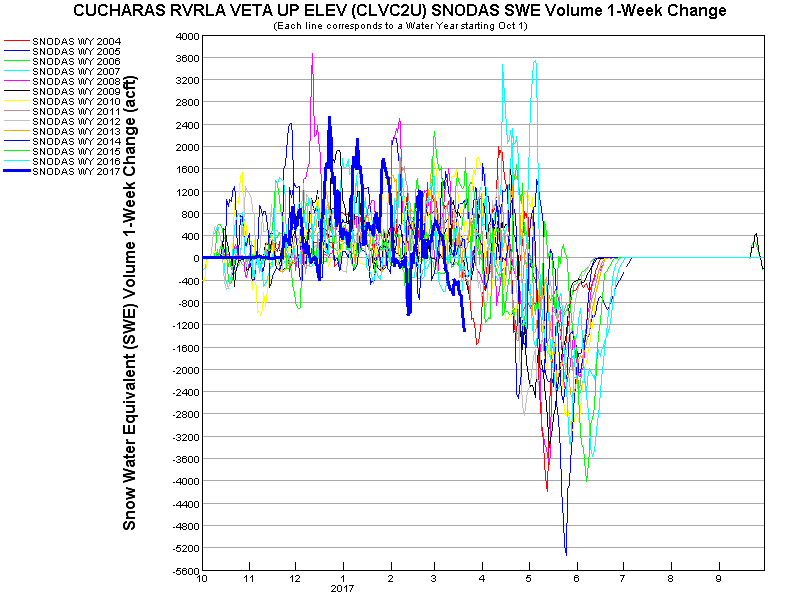 CUCHARAS RVRLA VETA UP ELEV (CLVC2U) SNODAS SWE Volume 1-Week Change
(Each line corresponds to a Water Year starting Oct 1)
SNODAS WY 2004
SNODAS WY 2005
SNODAS WY 2006
SNODAS WY 2007
SNODAS WY 2008
SNODAS WY 2009
SNODAS WY 2010
SNODAS WY 2011
SNODAS WY 2012
SNODAS WY 2013
SNODAS WY 2014
SNODAS WY 2015
SNODAS WY 2016
SNODAS WY 2017
Snow Water Equivalent (SWE) Volume 1-Week Change (acft)
4000
3600
3200
2800
2400
2000
1600
1200
800
400
0
-400
-800
-1200
-1600
-2000
-2400
-2800
-3200
-3600
-4000
-4400
-4800
-5200
-5600
10 11 12 1 2 3 4 5 6 7 8 9
2017